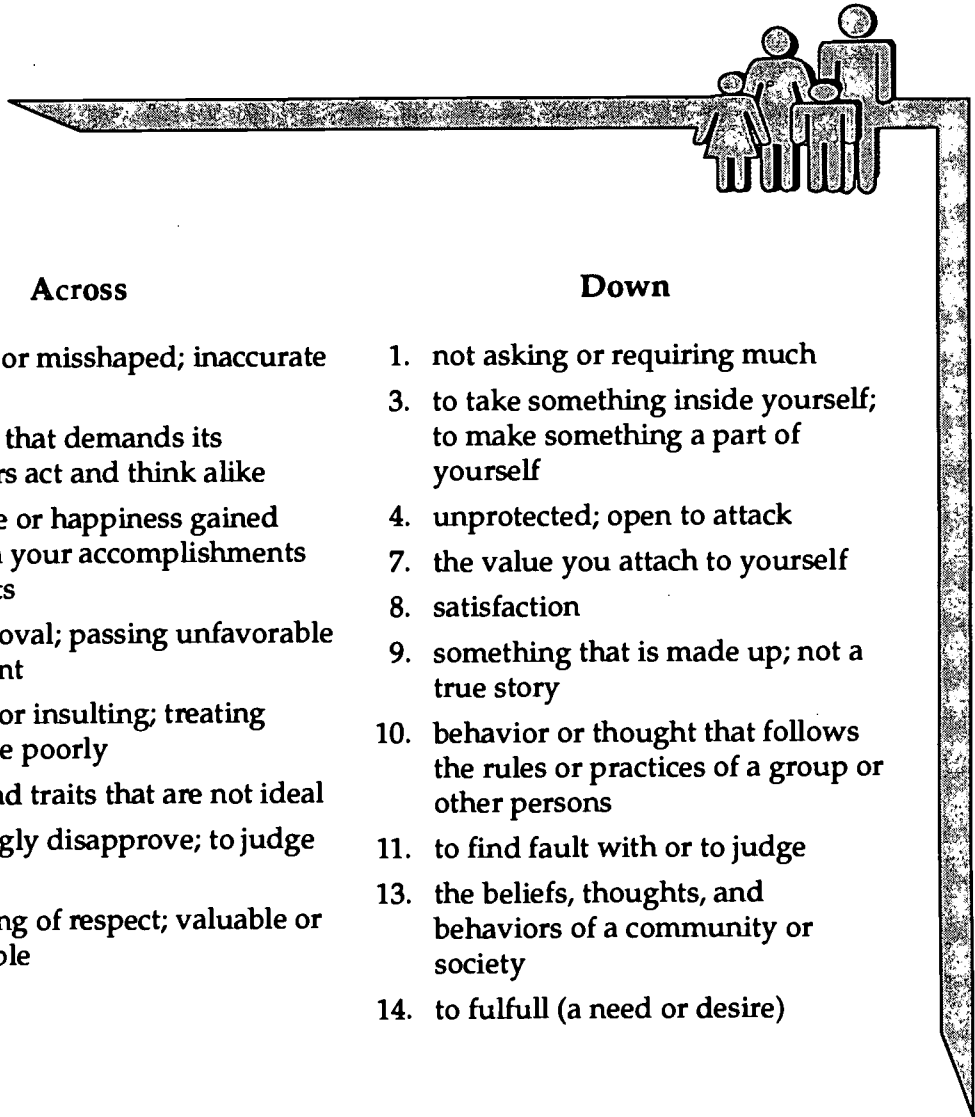 Across
or misshaped; inaccurate
that demands its
rs act and think alike
e or happiness gained
your accomplishments
ts
oval; passing unfavorable
nt
or insulting; treating
e poorly
nd traits that are not ideal
gly disapprove; to judge
ng of respect; valuable or
ble
Down
1. not asking or requiring much
3. to take something inside yourself;
to make something a part of
yourself
4. unprotected; open to attack
7. the value you attach to yourself
8. satisfaction
9. something that is made up; not a
true story
10. behavior or thought that follows
the rules or practices of a group or
other persons
11. to find fault with or to judge
13. the beliefs, thoughts, and
behaviors of a community or
society
14. to fulfull (a need or desire)